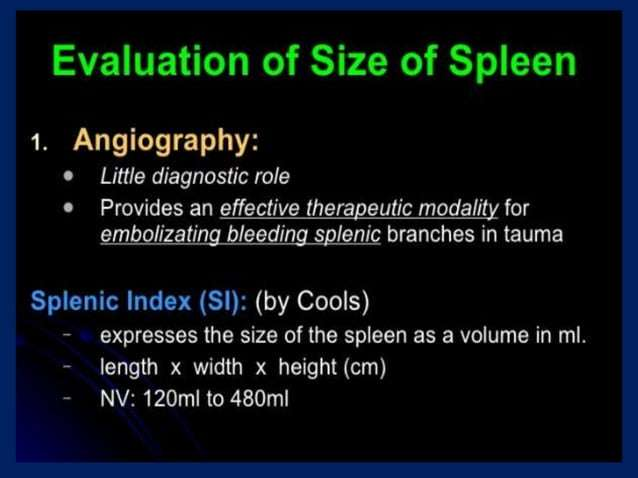 Evaluation of Size of Spleen
1. Angiography:
● Little diagnostic role
● Provides an effective therapeutic modality for
embolizating bleeding splenic branches in tauma
Splenic Index (SI): (by Cools)
– expresses the size of the spleen as a volume in ml.
– length x width x height (cm)
– NV: 120ml to 480ml